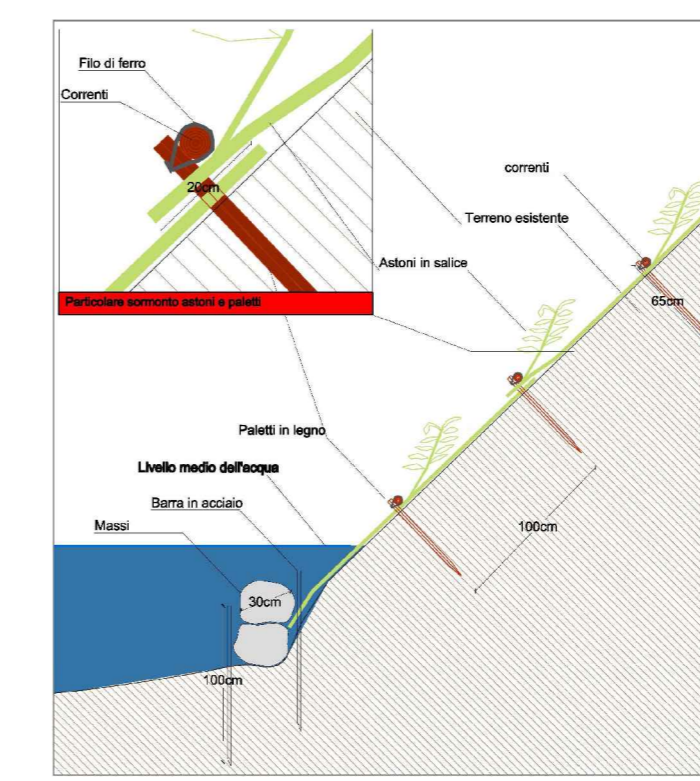 Filo di ferro
Correnti
20cm
Particolare sormonto astoni e paletti
correnti
Terreno esistente
Astoni in salice
65cm
Paletti in legno
Livello medio dell'acqua
Barra in acciaio
Massi
100cm
30cm
100cm